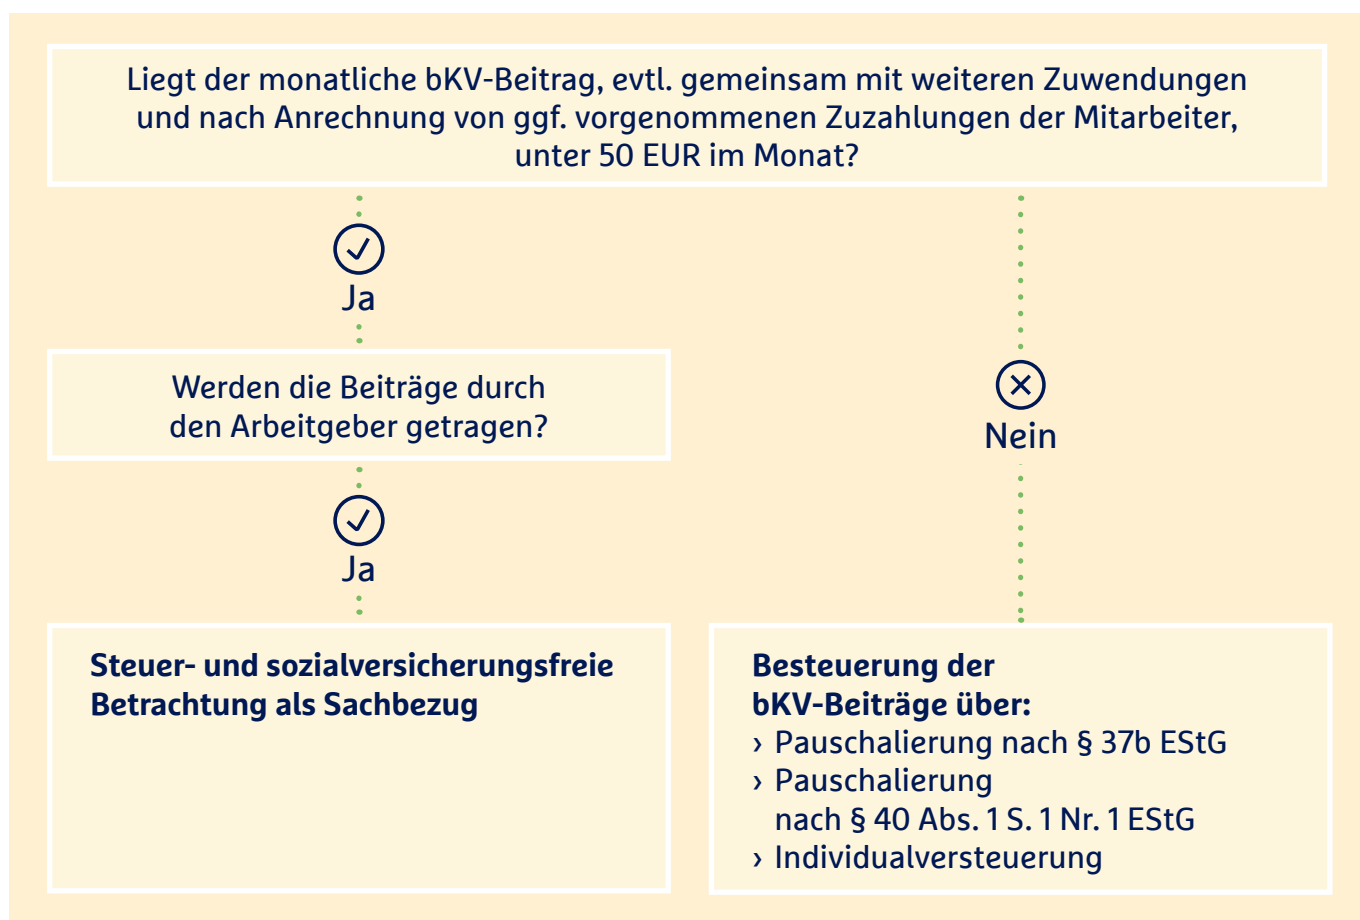 Liegt der monatliche bKV-Beitrag, evtl. gemeinsam mit weiteren Zuwendungen
und nach Anrechnung von ggf. vorgenommenen Zuzahlungen der Mitarbeiter,
unter 50 EUR im Monat?
Ja
Werden die Beiträge durch
den Arbeitgeber getragen?
Nein
Ja
Steuer- und sozialversicherungsfreie
Betrachtung als Sachbezug
Besteuerung der
bKV-Beiträge über:
› Pauschalierung nach § 37b EStG
› Pauschalierung
nach § 40 Abs. 1 S. 1 Nr. 1 EStG
› Individualversteuerung